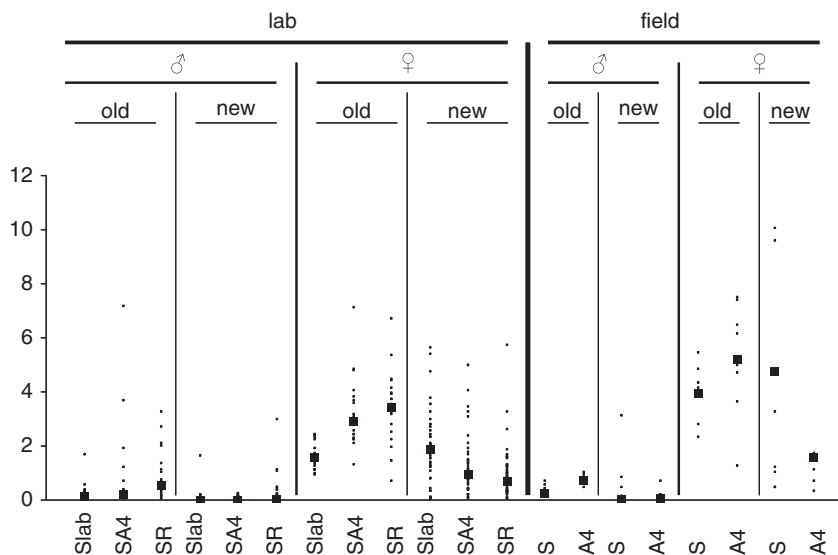 lab field
♂ ♀ ♂ ♀
old new old new old new old new
12
10
8
6
4
2
0
Slab SA4 SR Slab SA4 SR Slab SA4 SR Slab SA4 SR S A4 S A4 S A4 S A4